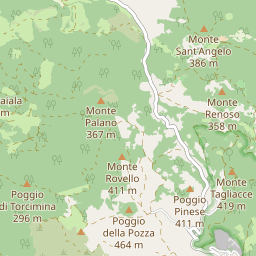 Monte
Sant'Angelo
386 m
Monte
Renoso
358 m
Monte
Palano
367 m
aiala
m
Monte
Rovello
411 m
Monte
Tagliacce
419 m
Poggio
di Torcimina
296 m
Poggio
Pinese
411 m
Poggio
della Pozza
464 m